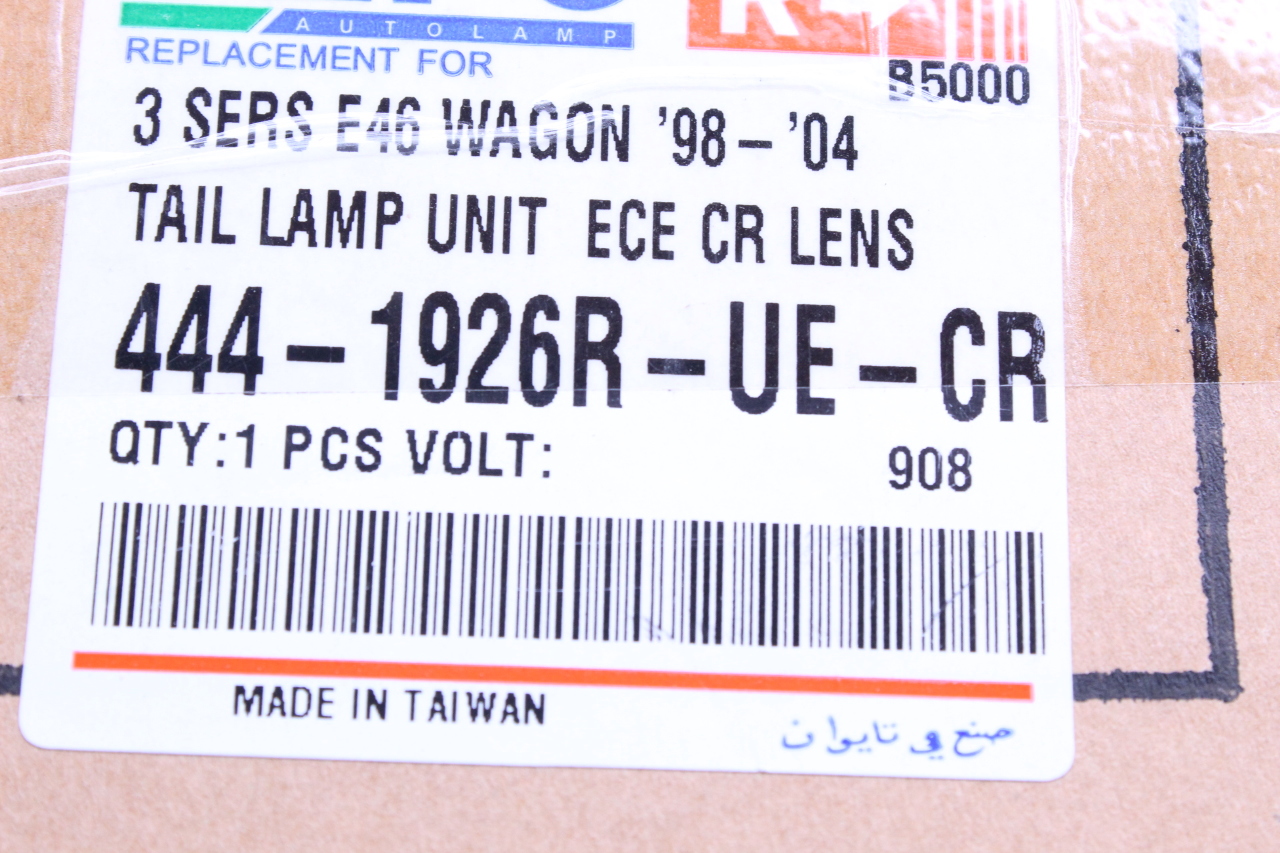 AUTOLAMP
R
REPLACEMENT FOR
B5000
3 SERS E46 WAGON '98-'04
TAIL LAMP UNIT ECE CR LENS
444-1926R-UE-CR
QTY:1 PCS VOLT:
908
MADE IN TAIWAN
صنع في تايوان